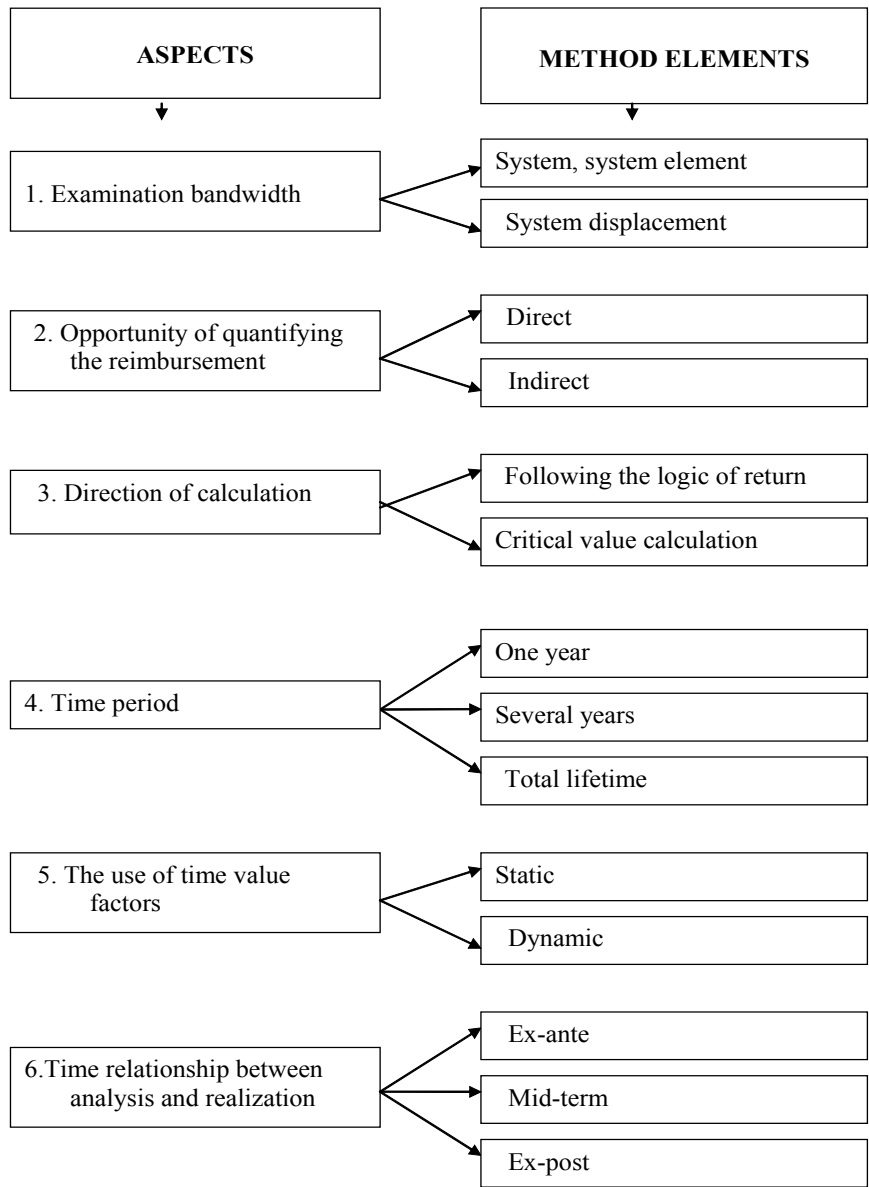 ASPECTS
METHOD ELEMENTS
1. Examination bandwidth
System, system element
System displacement
2. Opportunity of quantifying
the reimbursement
Direct
Indirect
3. Direction of calculation
Following the logic of return
Critical value calculation
4. Time period
One year
Several years
Total lifetime
5. The use of time value
factors
Static
Dynamic
6.Time relationship between
analysis and realization
Ex-ante
Mid-term
Ex-post